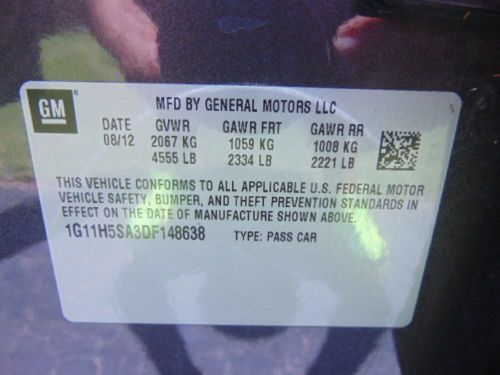 GM
MFD BY GENERAL MOTORS LLC
DATE GVWR GAWR FRT GAWR RR
08/12 2067 KG 1059 KG 1008 KG
4555 LB 2334 LB 2221 LB
THIS VEHICLE CONFORMS TO ALL APPLICABLE U.S. FEDERAL MOTOR
VEHICLE SAFETY, BUMPER, AND THEFT PREVENTION STANDARDS IN
EFFECT ON THE DATE OF MANUFACTURE SHOWN ABOVE.
1G11H5SA3DF148638 TYPE: PASS CAR